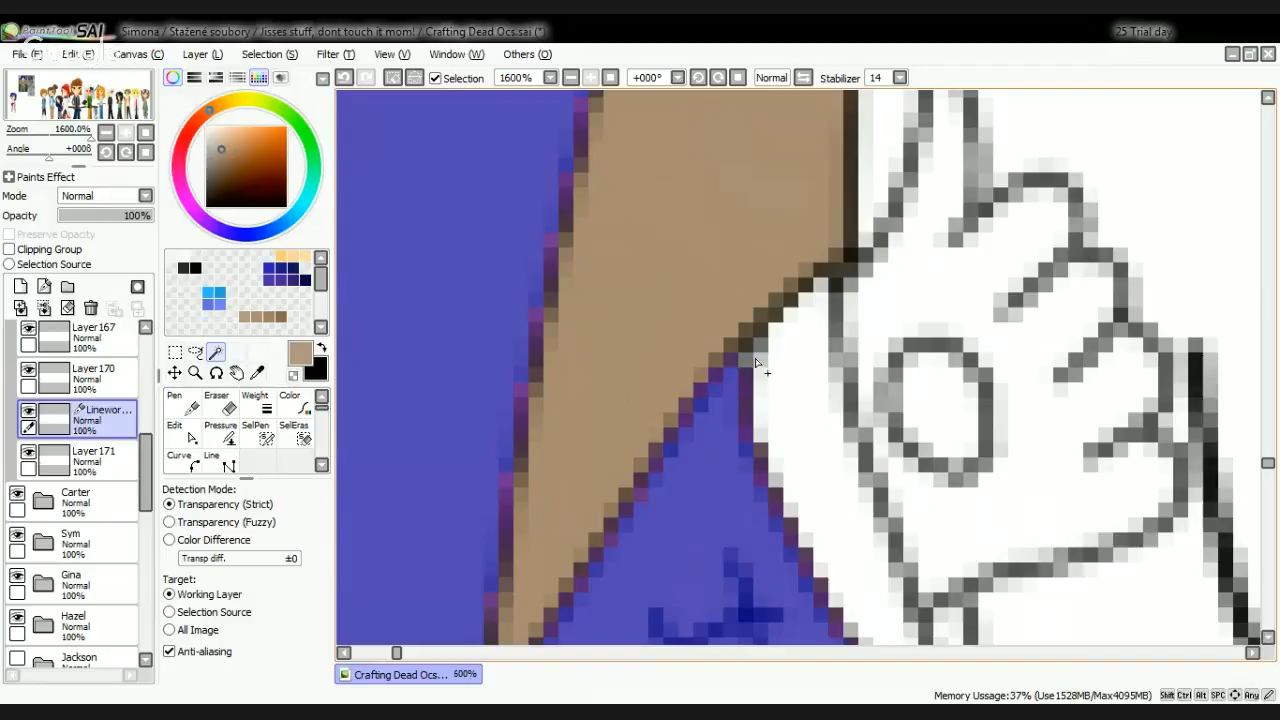 PaintTool SAI Simona / Stažené soubory / Jisses stuff, dont touch it mom! / Crafting Dead Ocs.sai (*) 25 Trial day
File (F) Edit (E) Canvas (C) Layer (L) Selection (S) Filter (T) View (V) Window (W) Others (O)
Selection 1600% +000° Normal Stabilizer 14
Zoom 1600.0%
Angle +000ß
Paints Effect
Mode Normal
Opacity 100%
Preserve Opacity
Clipping Group
Selection Source
Layer167
Normal
100%
Layer170
Normal
100%
Linewor...
Normal
100%
Layer171
Normal
100%
Carter
Normal
100%
Sym
Normal
100%
Gina
Normal
100%
Hazel
Normal
100%
Jackson
Normal
Pen Eraser Weight Color
Edit Pressure SelPen SelEras
Curve Line
Detection Mode:
Transparency (Strict)
Transparency (Fuzzy)
Color Difference
Transp diff. ±0
Target:
Working Layer
Selection Source
All Image
Anti-aliasing
Crafting Dead Ocs... 600%
Memory Ussage: 37% (Use1528MB/Max4095MB) Shift Ctrl Alt SPC Any